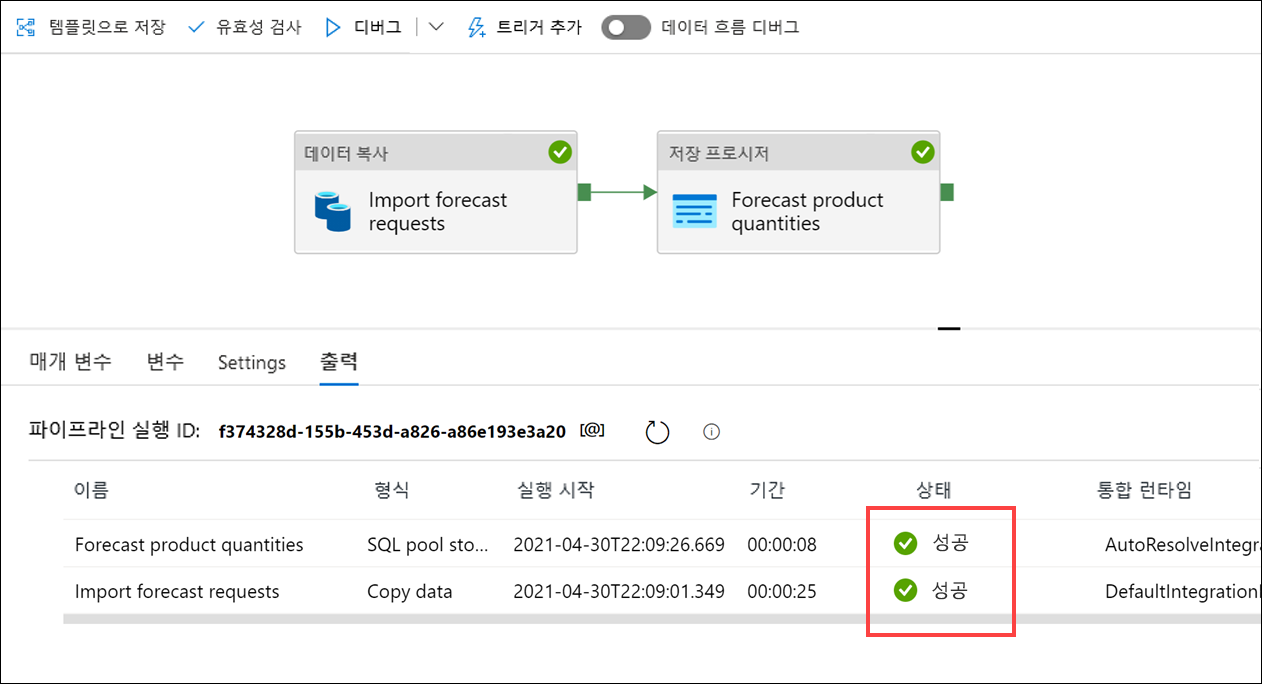 템플릿으로 저장 유효성 검사 디버그 트리거 추가 데이터 흐름 디버그
데이터 복사
Import forecast
requests
저장 프로시저
Forecast product
quantities
매개 변수 변수 Settings 출력
파이프라인 실행 ID: f374328d-155b-453d-a826-a86e193e3a20 [@]
이름 형식 실행 시작 기간 상태 통합 런타임
Forecast product quantities SQL pool sto... 2021-04-30T22:09:26.669 00:00:08 성공 AutoResolveIntegra
Import forecast requests Copy data 2021-04-30T22:09:01.349 00:00:25 성공 DefaultIntegration